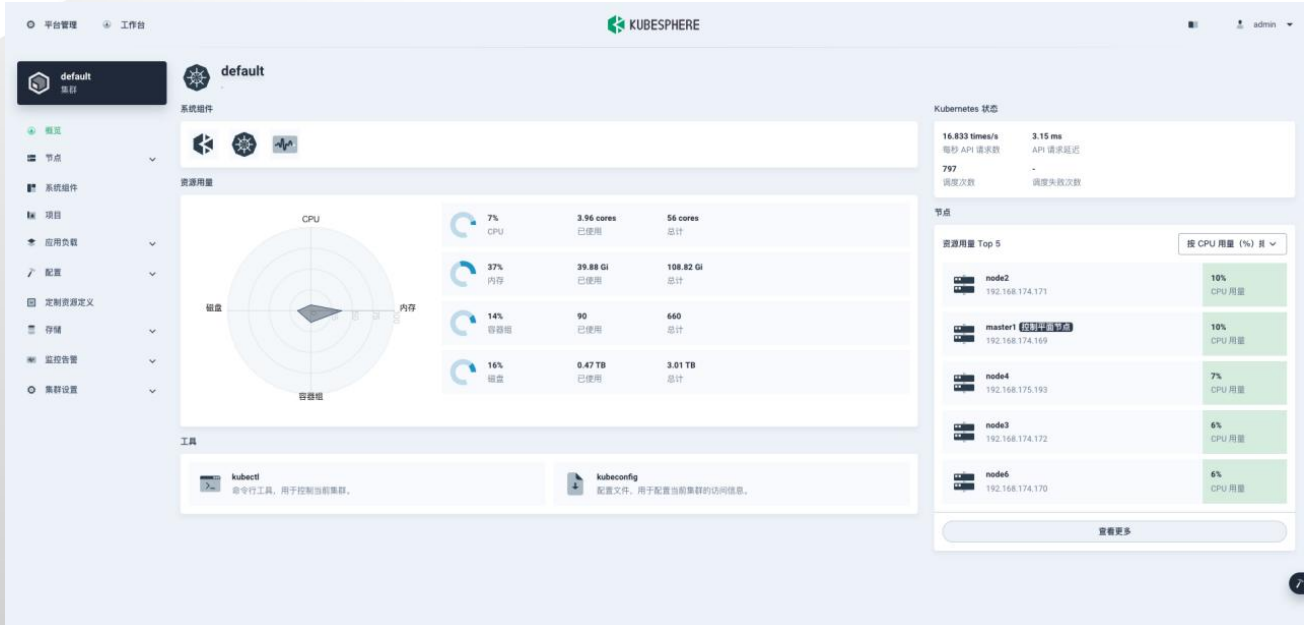 平台管理
工作台
KUBESPHERE
admin
default
集群
概览
节点
系统组件
项目
应用负载
配置
定制资源定义
存储
监控告警
集群设置
default
-
系统组件
资源用量
CPU
内存
容器组
磁盘
7% 3.96 cores 56 cores
CPU 已使用 总计
37% 39.88 Gi 108.82 Gi
内存 已使用 总计
14% 90 660
容器组 已使用 总计
16% 0.47 TB 3.01 TB
磁盘 已使用 总计
工具
kubectl
命令行工具，用于控制当前集群。
kubeconfig
配置文件，用于配置当前集群的访问信息。
Kubernetes 状态
16.833 times/s 3.15 ms
每秒 API 请求数 API 请求延迟
797 -
调度次数 调度失败次数
节点
资源用量 Top 5
按 CPU 用量（%）
node2 10%
192.168.174.171 CPU 用量
master1 控制平面节点 10%
192.168.174.169 CPU 用量
node4 7%
192.168.175.193 CPU 用量
node3 6%
192.168.174.172 CPU 用量
node6 6%
192.168.174.170 CPU 用量
查看更多